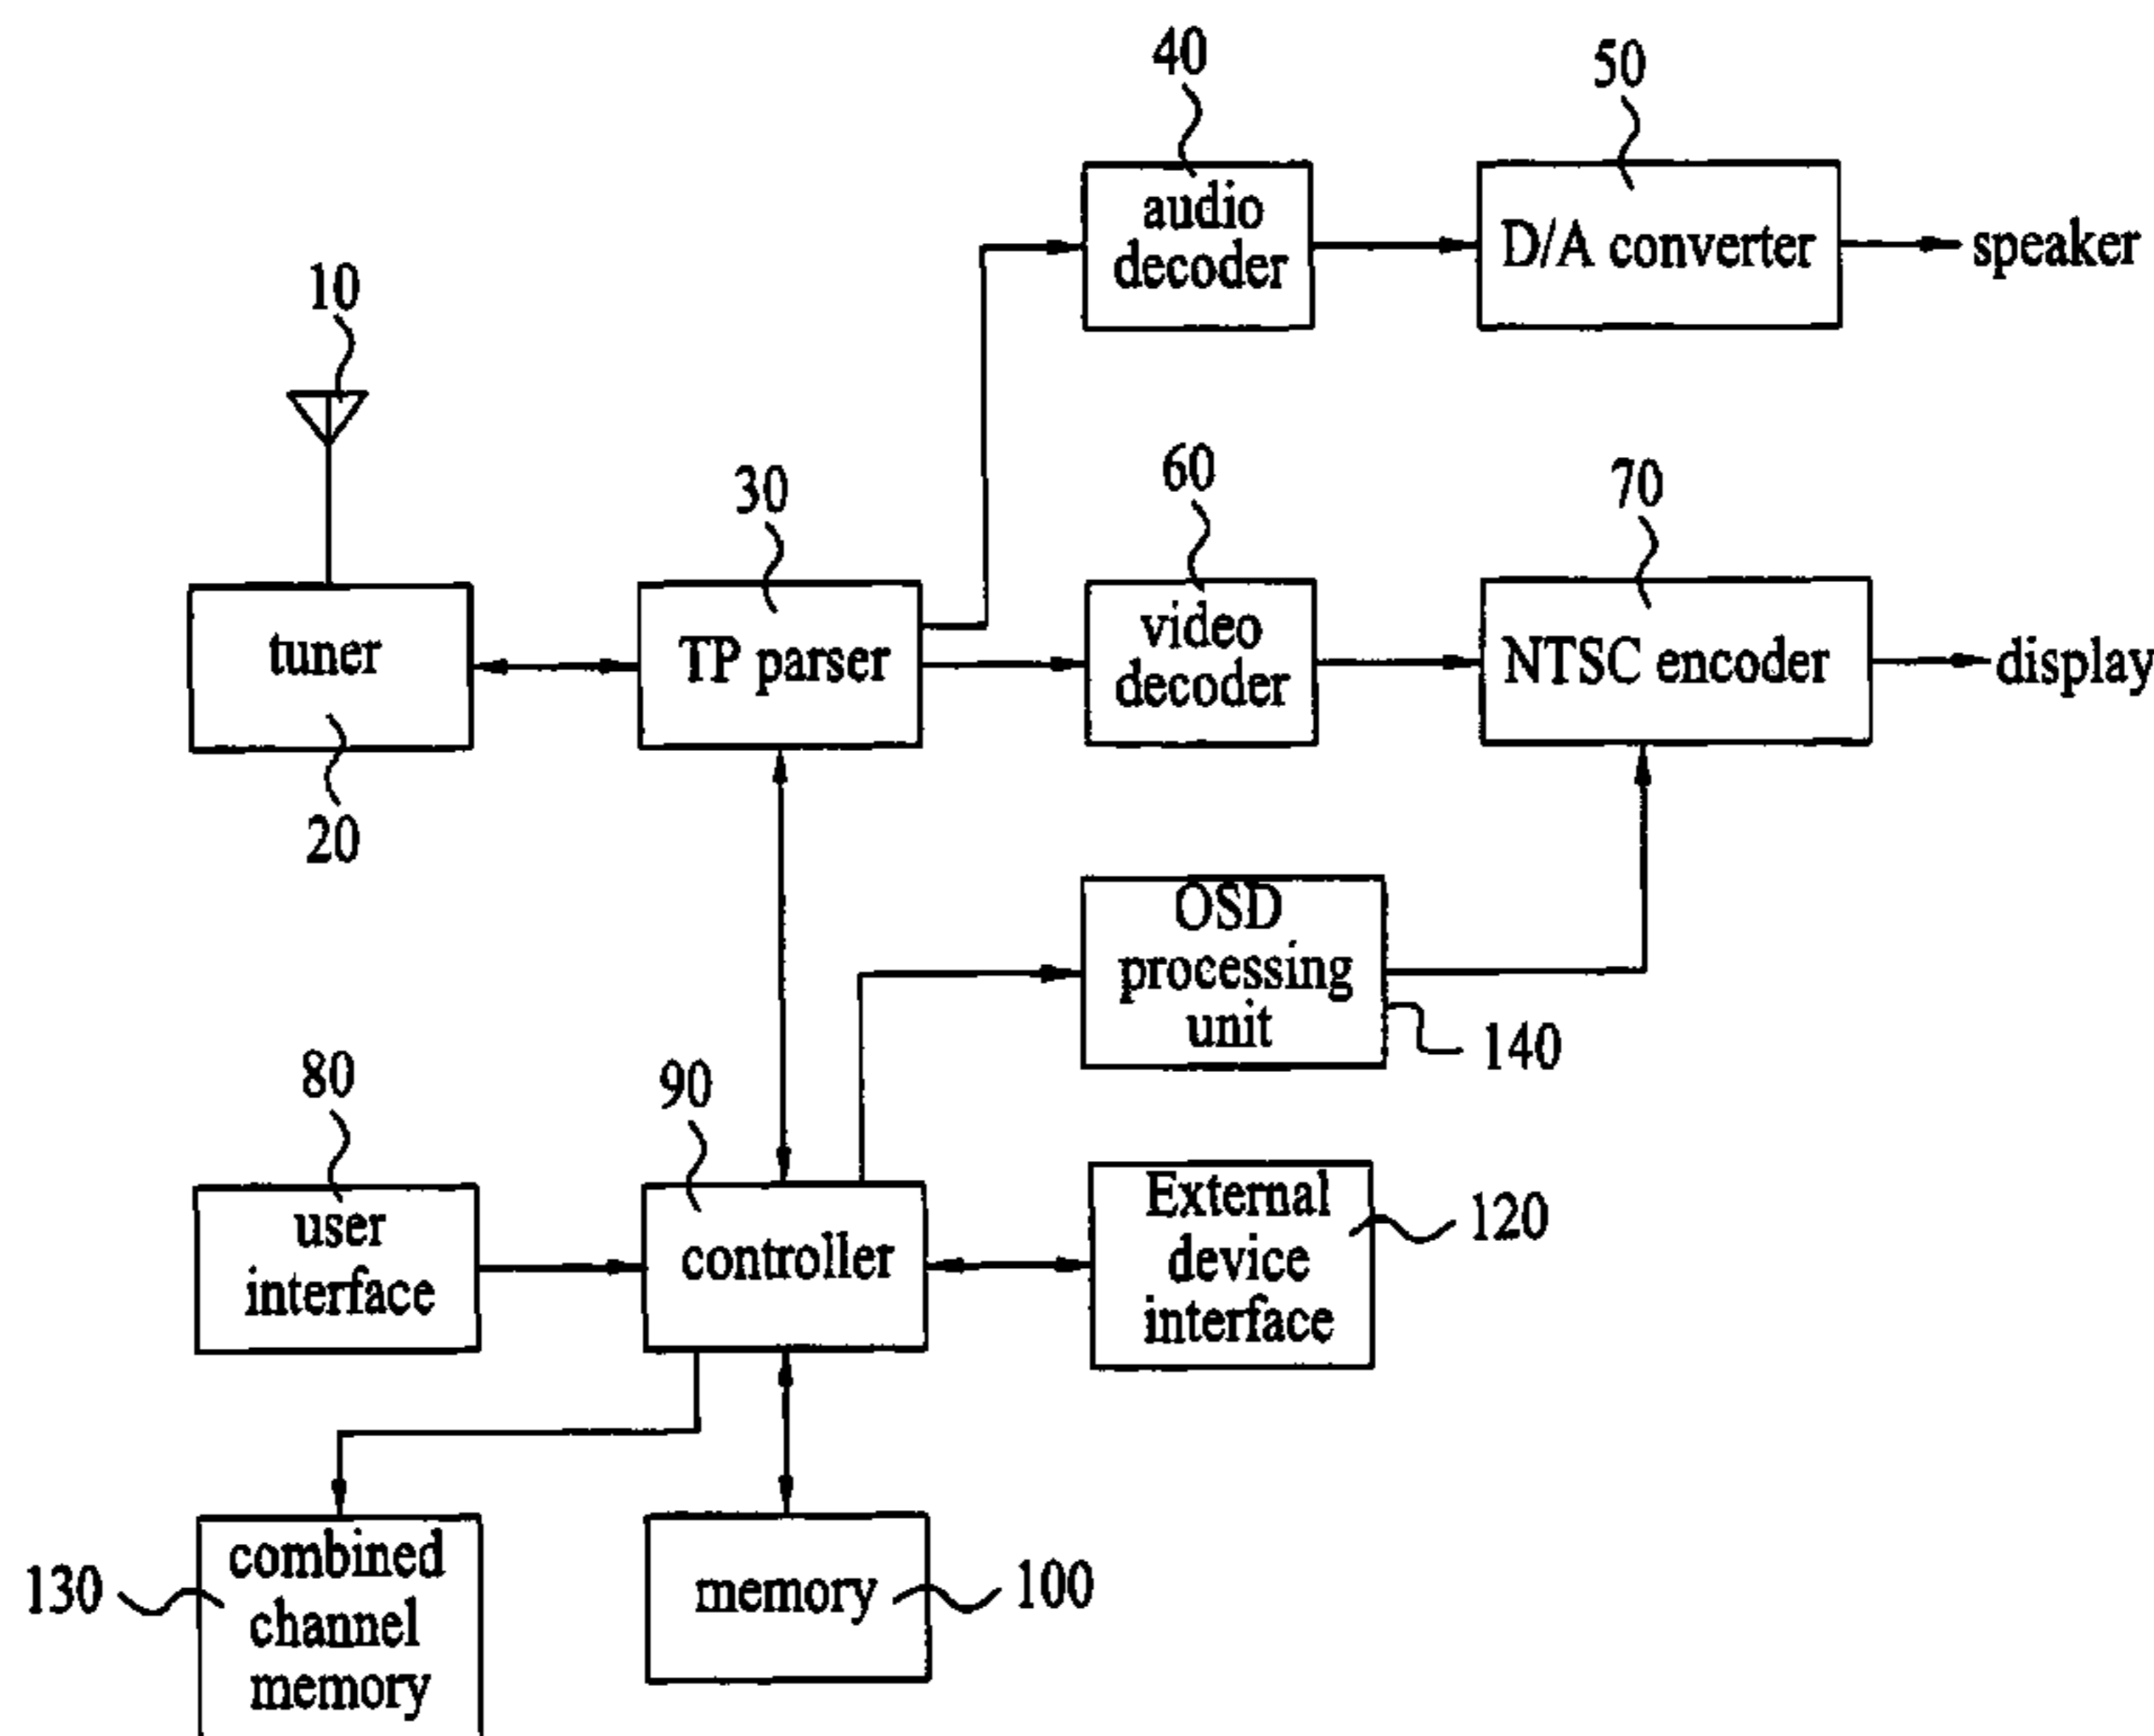 40
50
audio
decoder
D/A converter
speaker
10
30
60
70
tuner
TP parser
video
decoder
NTSC encoder
display
20
OSD
processing
unit
140
80
90
user
interface
controller
External
device
interface
120
combined
channel
memory
130
memory
100